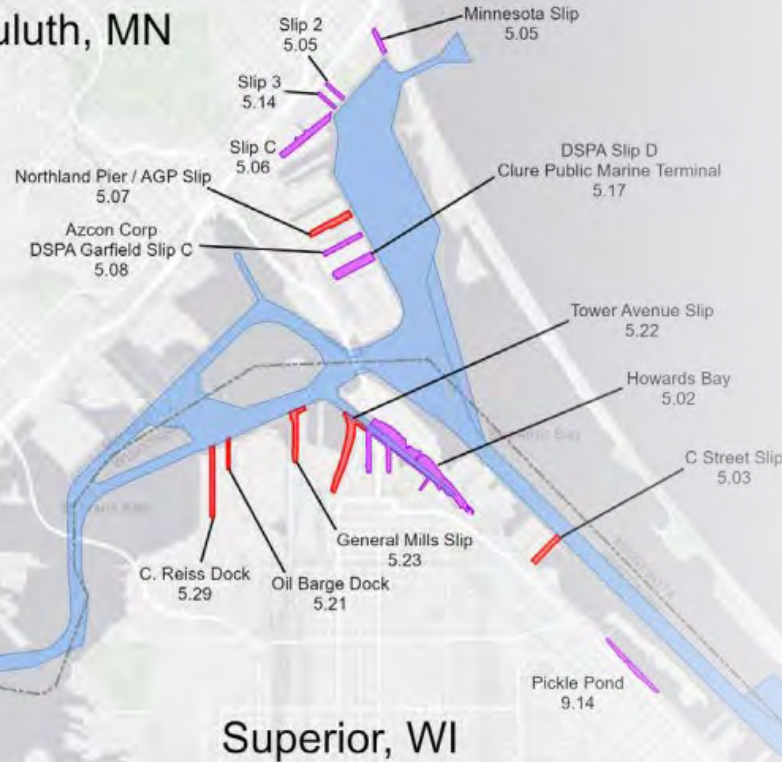 uluth, MN
Minnesota Slip
5.05
Slip 2
5.05
Slip 3
5.14
Slip C
5.06
DSPA Slip D
Clure Public Marine Terminal
5.17
Northland Pier / AGP Slip
5.07
Azcon Corp
DSPA Garfield Slip C
5.08
Tower Avenue Slip
5.22
Howards Bay
5.02
C Street Slip
5.03
General Mills Slip
5.23
C. Reiss Dock
5.29
Oil Barge Dock
5.21
Pickle Pond
9.14
Superior, WI